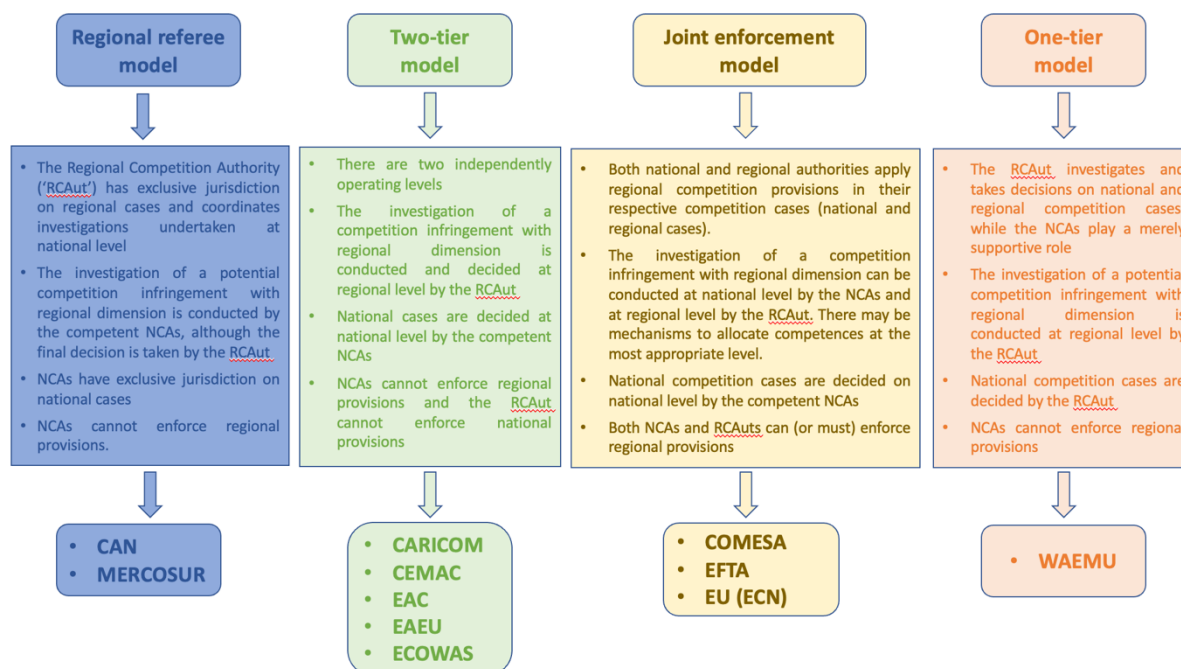 Regional referee
model
• The Regional Competition Authority
('RCAut') has exclusive jurisdiction
on regional cases and coordinates
investigations undertaken at
national level
• The investigation of a potential
competition infringement with
regional dimension is conducted by
the competent NCAs, although the
final decision is taken by the RCAut
• NCAs have exclusive jurisdiction on
national cases
• NCAs cannot enforce regional
provisions.
• CAN
• MERCOSUR
Two-tier
model
• There are two independently
operating levels
• The investigation of a
competition infringement with
regional dimension is
conducted and decided at
regional level by the RCAut
• National cases are decided at
national level by the competent
NCAs
• NCAs cannot enforce regional
provisions and the RCAut
cannot enforce national
provisions
• CARICOM
• CEMAC
• EAC
• EAEU
• ECOWAS
Joint enforcement
model
• Both national and regional authorities apply
regional competition provisions in their
respective competition cases (national and
regional cases).
• The investigation of a competition
infringement with regional dimension can be
conducted at national level by the NCAs and
at regional level by the RCAut. There may be
mechanisms to allocate competences at the
most appropriate level.
• National competition cases are decided on
national level by the competent NCAs
• Both NCAs and RCAuts can (or must) enforce
regional provisions
• COMESA
• EFTA
• EU (ECN)
One-tier
model
• The RCAut investigates and
takes decisions on national and
regional competition cases
while the NCAs play a merely
supportive role
• The investigation of a potential
competition infringement with
regional dimension is
conducted at regional level by
the RCAut
• National competition cases are
decided by the RCAut
• NCAs cannot enforce regional
provisions
• WAEMU